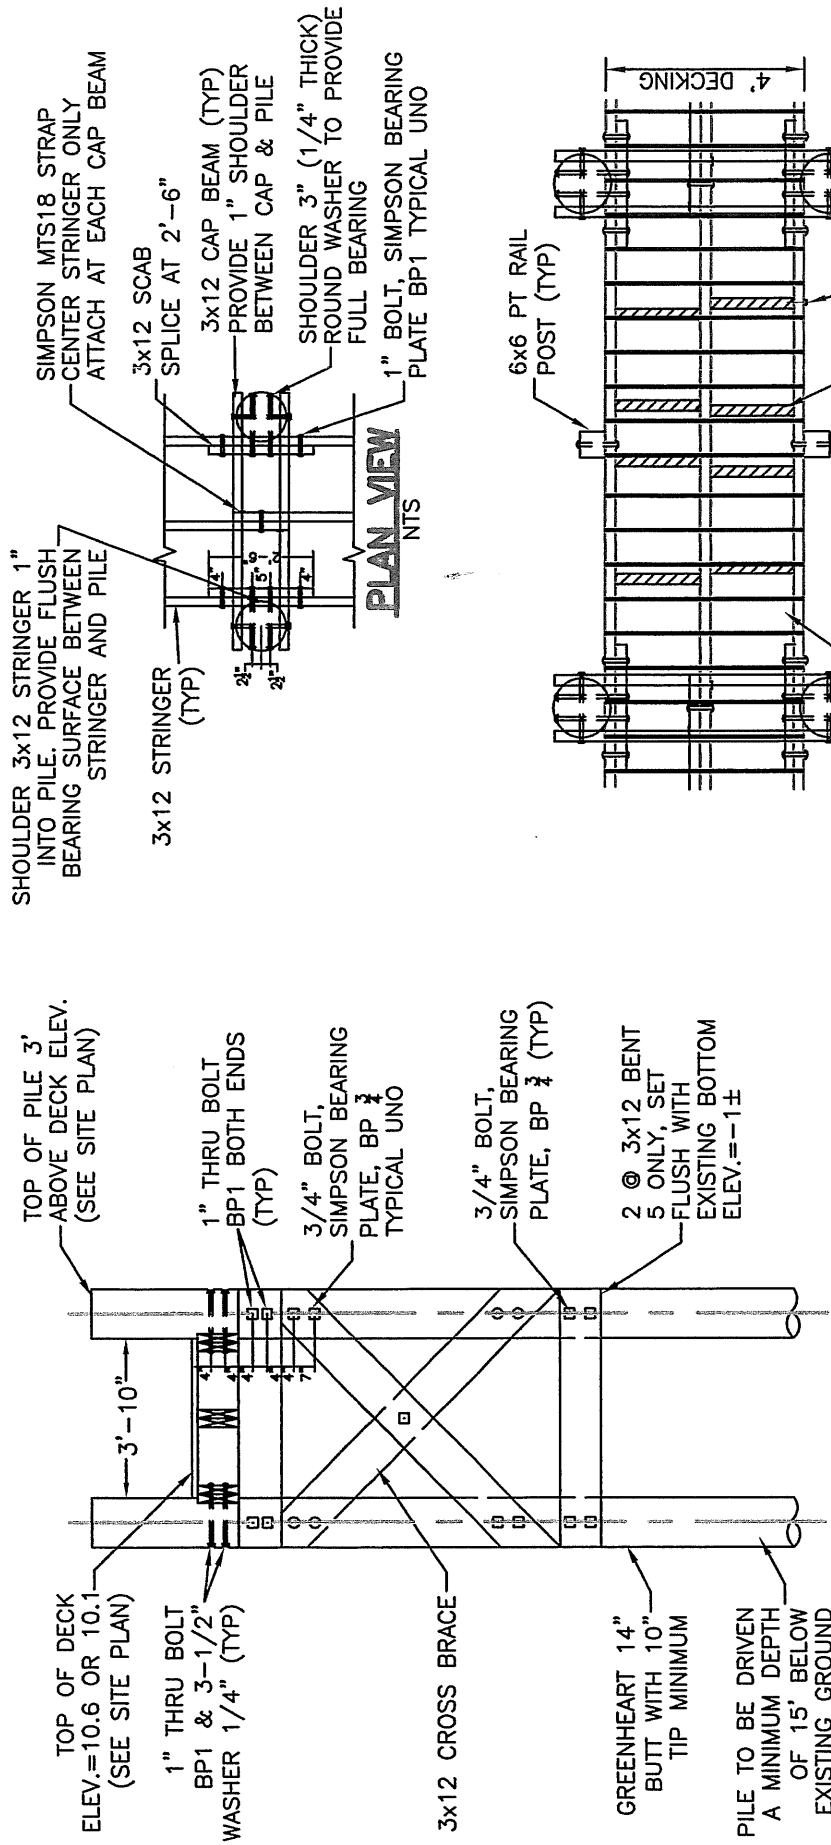 TOP OF DECK
ELEV.=10.6 OR 10.1
(SEE SITE PLAN)
1" THRU BOLT
BP1 & 3-1/2"
WASHER 1/4" (TYP)
3x12 CROSS BRACE
GREENHEART 14"
BUTT WITH 10"
TIP MINIMUM
PILE TO BE DRIVEN
A MINIMUM DEPTH
OF 15' BELOW
EXISTING GROUND
3'-10"
4"
4"
4"
4"
7"
TOP OF PILE 3'
ABOVE DECK ELEV.
(SEE SITE PLAN)
1" THRU BOLT
BP1 BOTH ENDS
(TYP)
3/4" BOLT,
SIMPSON BEARING
PLATE, BP 3/4
TYPICAL UNO
3/4" BOLT,
SIMPSON BEARING
PLATE, BP 3/4 (TYP)
2 @ 3x12 BENT
5 ONLY, SET
FLUSH WITH
EXISTING BOTTOM
ELEV.=-1±
SHOULDER 3x12 STRINGER 1"
INTO PILE. PROVIDE FLUSH
BEARING SURFACE BETWEEN
STRINGER AND PILE
3x12 STRINGER
(TYP)
2½"
2½"
4"
5"
4"
2'-6"
SIMPSON MTS18 STRAP
CENTER STRINGER ONLY
ATTACH AT EACH CAP BEAM
3x12 SCAB
SPLICE AT 2'-6"
3x12 CAP BEAM (TYP)
PROVIDE 1" SHOULDER
BETWEEN CAP & PILE
SHOULDER 3" (1/4" THICK)
ROUND WASHER TO PROVIDE
FULL BEARING
1" BOLT, SIMPSON BEARING
PLATE BP1 TYPICAL UNO
PLAN VIEW
NTS
6x6 PT RAIL
POST (TYP)
4' DECKING